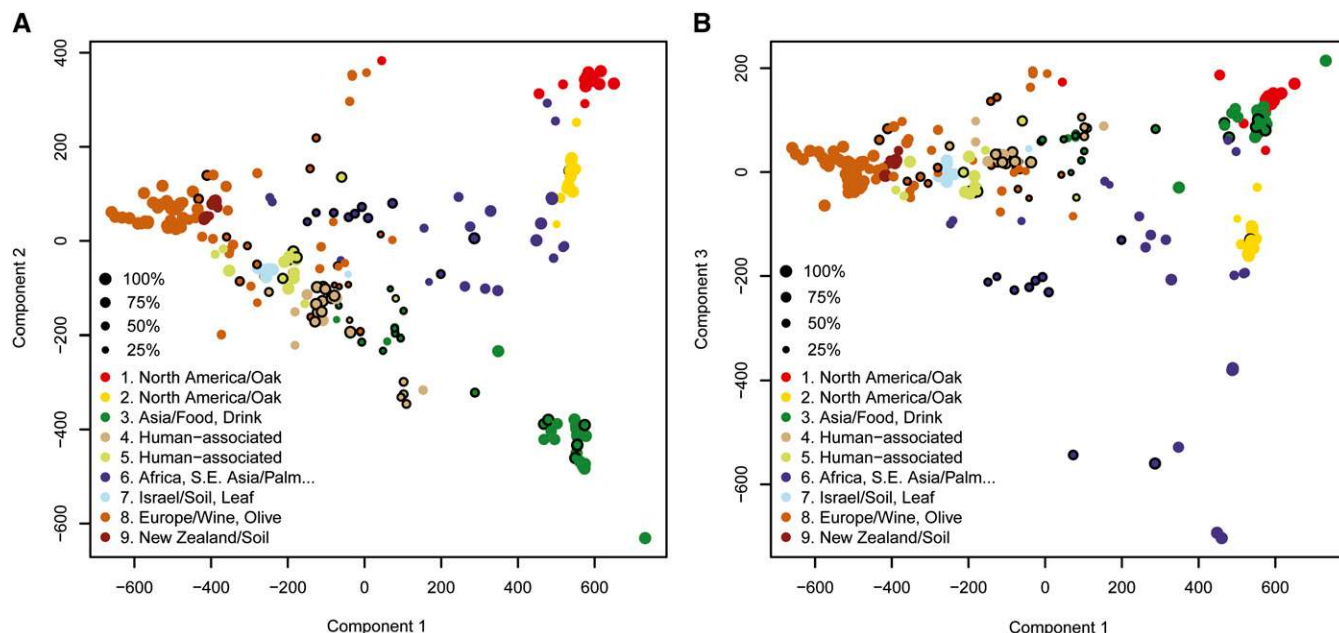 A
400
200
0
−200
−400
−600
Component 2
100%
75%
50%
25%
1. North America/Oak
2. North America/Oak
3. Asia/Food, Drink
4. Human−associated
5. Human−associated
6. Africa, S.E. Asia/Palm...
7. Israel/Soil, Leaf
8. Europe/Wine, Olive
9. New Zealand/Soil
−600 −400 −200 0 200 400 600
Component 1
B
200
0
−200
−400
−600
Component 3
100%
75%
50%
25%
1. North America/Oak
2. North America/Oak
3. Asia/Food, Drink
4. Human−associated
5. Human−associated
6. Africa, S.E. Asia/Palm...
7. Israel/Soil, Leaf
8. Europe/Wine, Olive
9. New Zealand/Soil
−600 −400 −200 0 200 400 600
Component 1